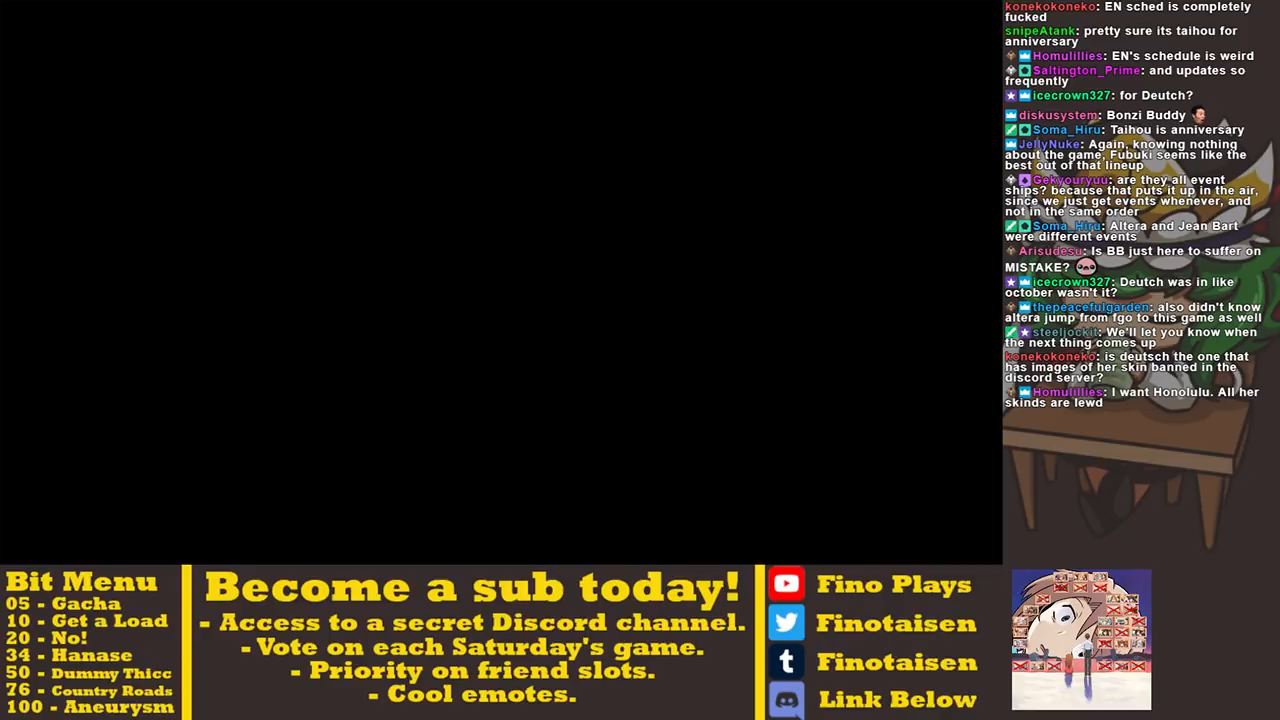 konekokoneko: EN sched is completely
fucked
snipeAtank: pretty sure its taihou for
anniversary
Homulillies: EN's schedule is weird
Saltington_Prime: and updates so
frequently
icecrown327: for Deutch?
diskusystem: Bonzi Buddy
Soma_Hiru: Taihou is anniversary
JellyNuke: Again, knowing nothing
about the game, Fubuki seems like the
best out of that lineup
Gekyouryuu: are they all event
ships? because that puts it up in the air,
since we just get events whenever, and
not in the same order
Soma_Hiru: Altera and Jean Bart
were different events
Arisudesu: Is BB just here to suffer on
MISTAKE?
icecrown327: Deutch was in like
october wasn't it?
thepeacefulgarden: also didn't know
altera jump from fgo to this game as well
steeljockit: We'll let you know when
the next thing comes up
konekokoneko: is deutsch the one that
has images of her skin banned in the
discord server?
Homulillies: I want Honolulu. All her
skinds are lewd
Bit Menu
05 - Gacha
10 - Get a Load
20 - No!
34 - Hanase
50 - Dummy Thicc
76 - Country Roads
100 - Aneurysm
Become a sub today!
- Access to a secret Discord channel.
- Vote on each Saturday's game.
- Priority on friend slots.
- Cool emotes.
Fino Plays
Finotaisen
Finotaisen
Link Below